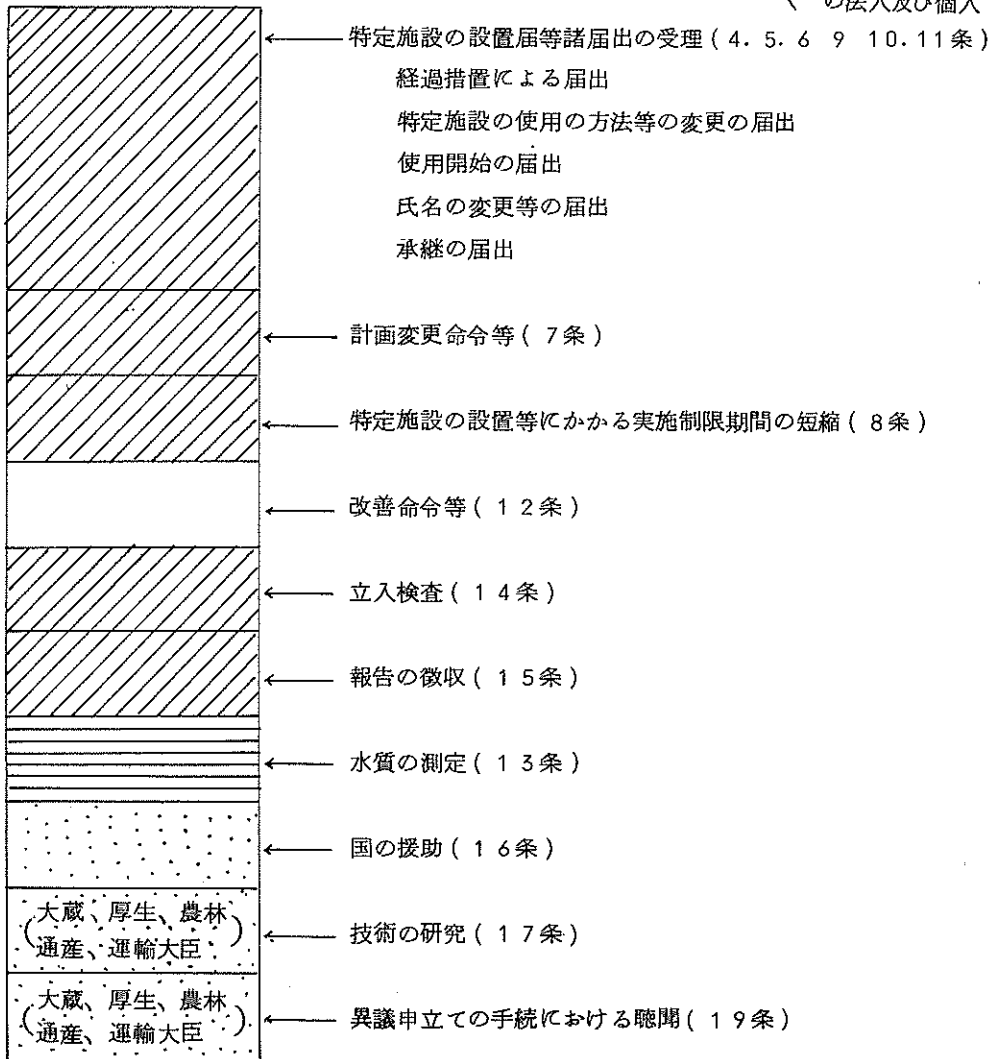 の法人及び個人
特定施設の設置届等諸届出の受理(4.5.6 9 10.11条)
経過措置による届出
特定施設の使用の方法等の変更の届出
使用開始の届出
氏名の変更等の届出
承継の届出
計画変更命令等(7条)
特定施設の設置等にかかる実施制限期間の短縮(8条)
改善命令等(12条)
立入検査(14条)
報告の徴収(15条)
水質の測定(13条)
国の援助(16条)
(大蔵、厚生、農林
通産、運輸大臣)
技術の研究(17条)
(大蔵、厚生、農林
通産、運輸大臣)
異議申立ての手続における聴聞(19条)